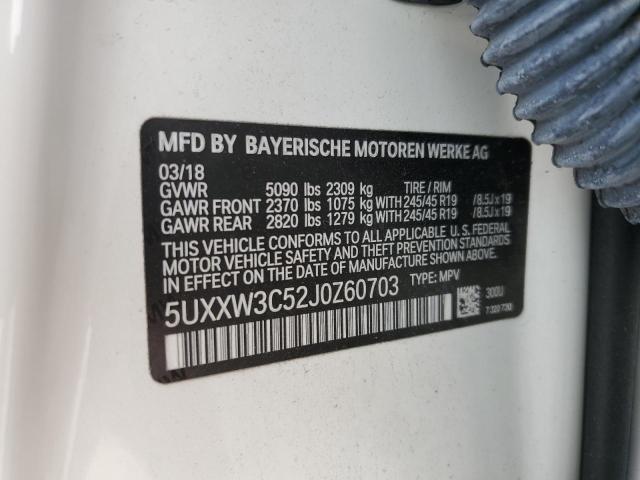 MFD BY BAYERISCHE MOTOREN WERKE AG
03/18
GVWR 5090 lbs 2309 kg TIRE / RIM
GAWR FRONT 2370 lbs 1075 kg WITH 245/45 R19 /8.5J x 19
GAWR REAR 2820 lbs 1279 kg WITH 245/45 R19 /8.5J x 19
THIS VEHICLE CONFORMS TO ALL APPLICABLE U. S. FEDERAL
MOTOR VEHICLE SAFETY AND THEFT PREVENTION STANDARDS
IN EFFECT ON THE DATE OF MANUFACTURE SHOWN ABOVE.
5UXXW3C52J0Z60703 TYPE: MPV
300U
7 320 730